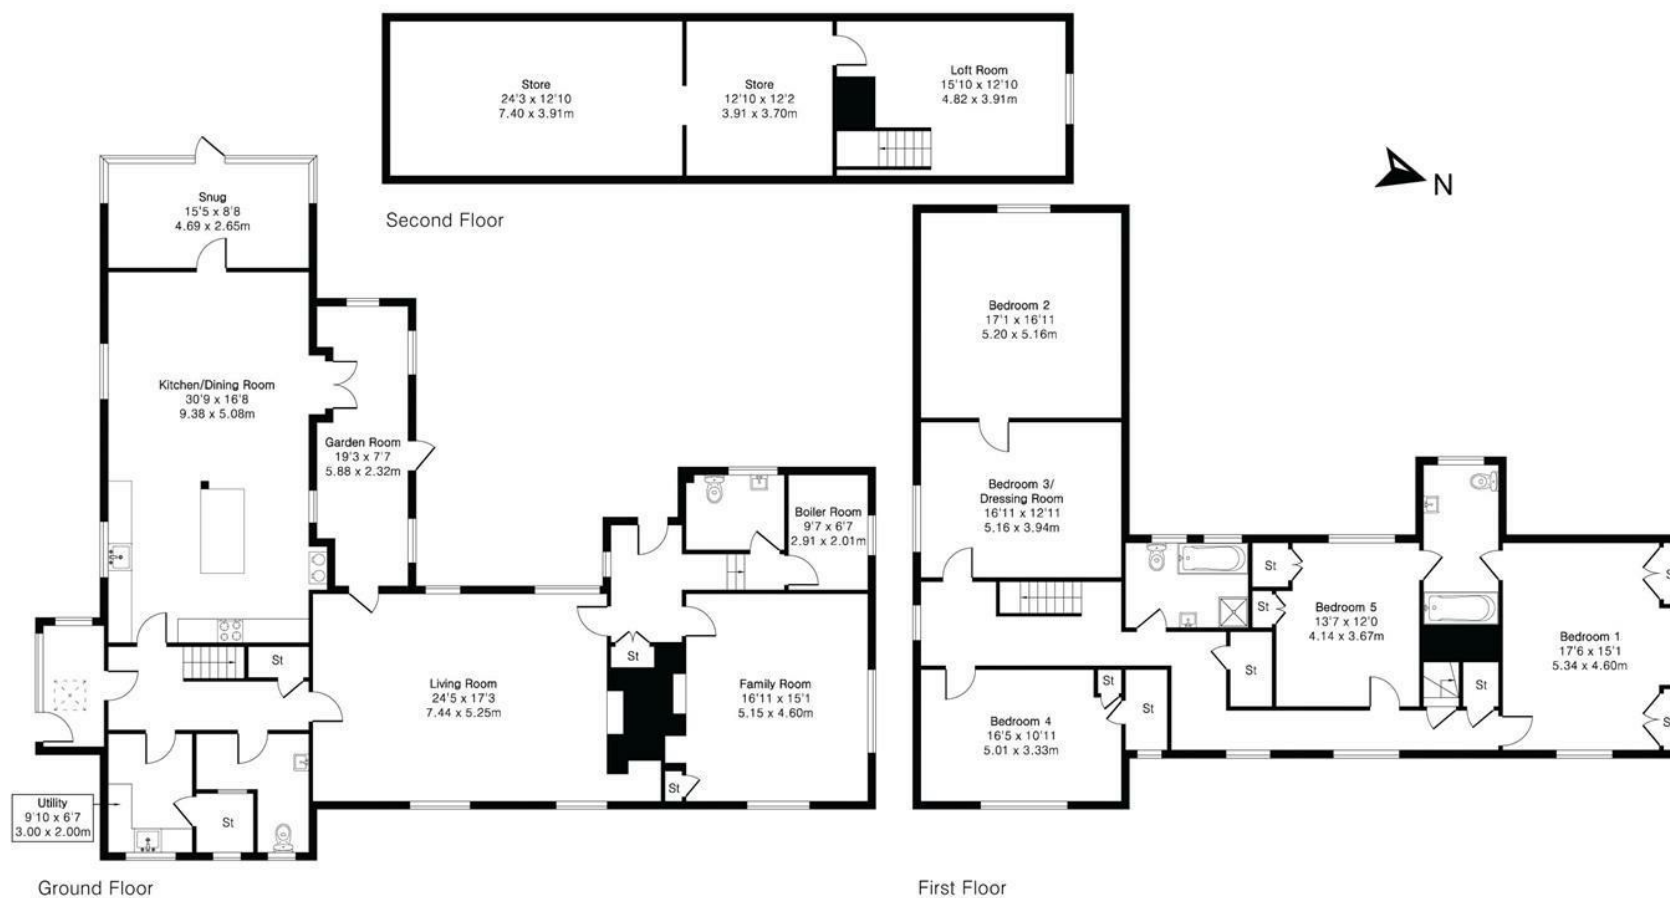 Store
24'3 x 12'10
7.40 x 3.91m
Store
12'10 x 12'2
3.91 x 3.70m
Loft Room
15'10 x 12'10
4.82 x 3.91m
Second Floor
N
Snug
15'5 x 8'8
4.69 x 2.65m
Kitchen/Dining Room
30'9 x 16'8
9.38 x 5.08m
Garden Room
19'3 x 7'7
5.88 x 2.32m
Boiler Room
9'7 x 6'7
2.91 x 2.01m
St
St
Living Room
24'5 x 17'3
7.44 x 5.25m
Family Room
16'11 x 15'1
5.15 x 4.60m
St
St
Utility
9'10 x 6'7
3.00 x 2.00m
Ground Floor
Bedroom 2
17'1 x 16'11
5.20 x 5.16m
Bedroom 3/
Dressing Room
16'11 x 12'11
5.16 x 3.94m
St
St
Bedroom 5
13'7 x 12'0
4.14 x 3.67m
S
Bedroom 1
17'6 x 15'1
5.34 x 4.60m
St
St
St
St
S
Bedroom 4
16'5 x 10'11
5.01 x 3.33m
First Floor